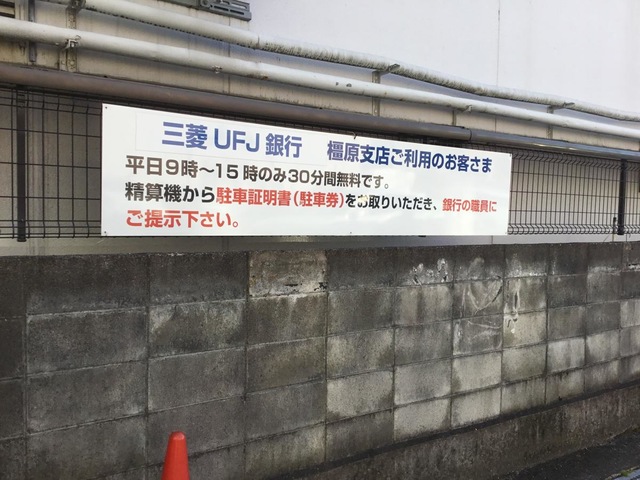 三菱UFJ銀行 橿原支店ご利用のお客さま
平日9時～15時のみ30分間無料です。
精算機から駐車証明書(駐車券)をお取りいただき、銀行の職員に
ご提示下さい。